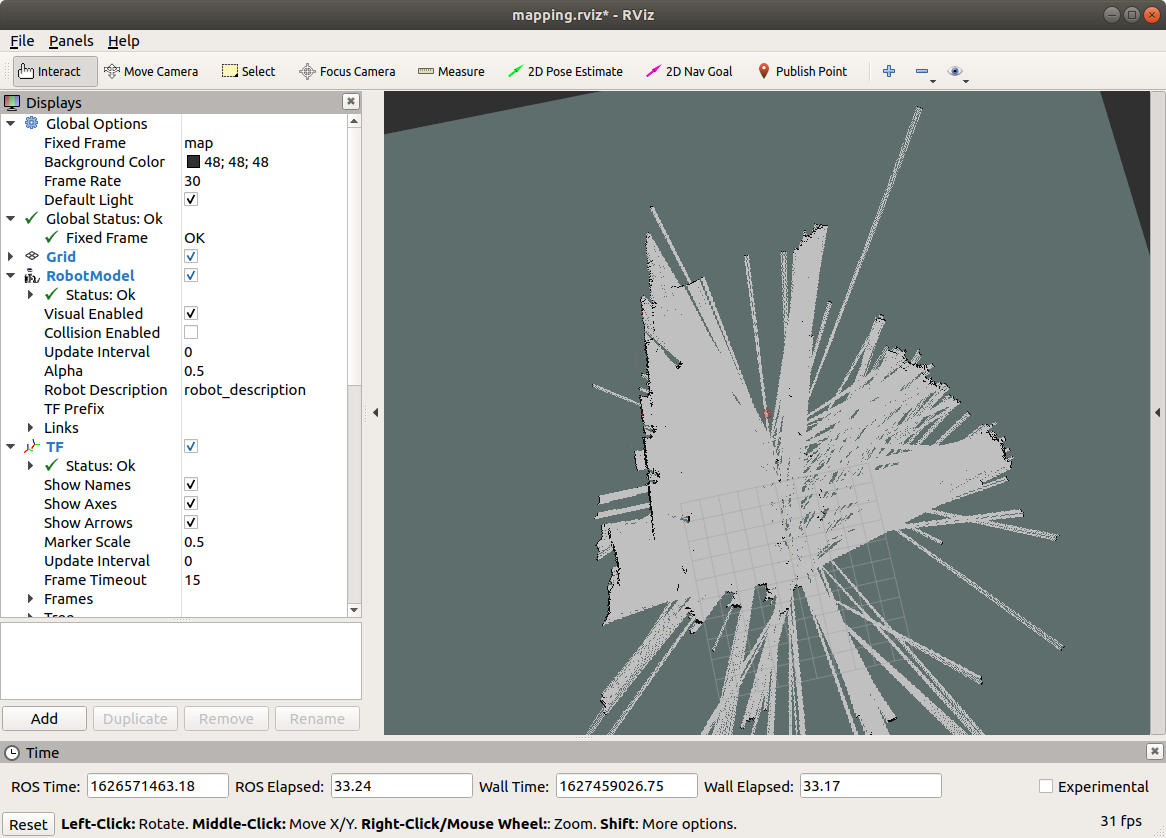 mapping.rviz* - RViz
File Panels Help
Interact Move Camera Select Focus Camera Measure 2D Pose Estimate 2D Nav Goal Publish Point
Displays
Global Options
Fixed Frame map
Background Color 48; 48; 48
Frame Rate 30
Default Light
Global Status: Ok
Fixed Frame OK
Grid
RobotModel
Status: Ok
Visual Enabled
Collision Enabled
Update Interval 0
Alpha 0.5
Robot Description robot_description
TF Prefix
Links
TF
Status: Ok
Show Names
Show Axes
Show Arrows
Marker Scale 0.5
Update Interval 0
Frame Timeout 15
Frames
Add Duplicate Remove Rename
Time
ROS Time: 1626571463.18 ROS Elapsed: 33.24 Wall Time: 1627459026.75 Wall Elapsed: 33.17 Experimental
Reset Left-Click: Rotate. Middle-Click: Move X/Y. Right-Click/Mouse Wheel:: Zoom. Shift: More options. 31 fps